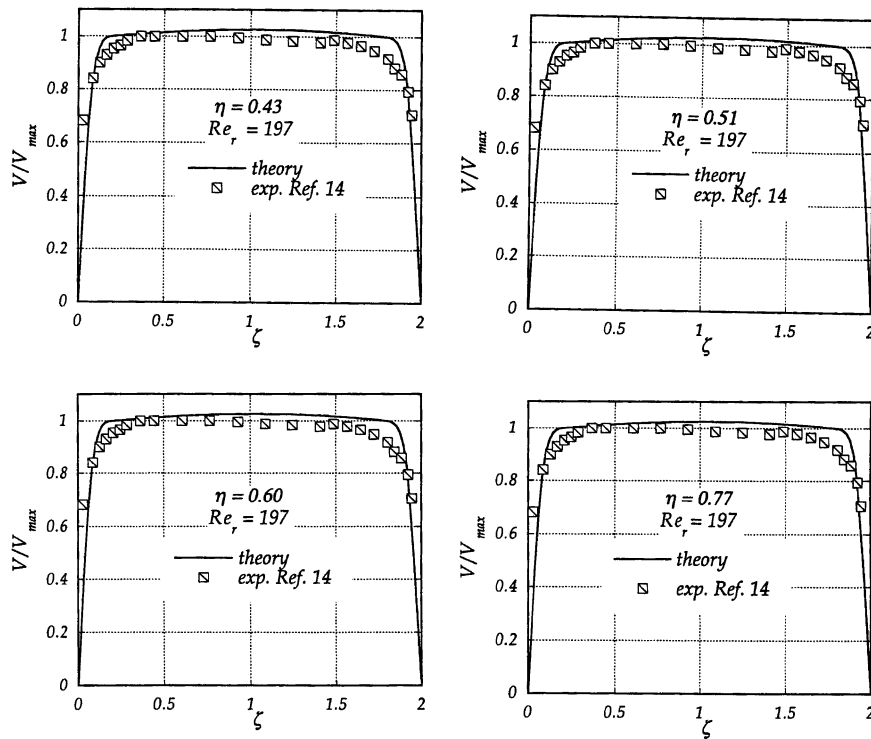 1
0.8
0.6
0.4
0.2
0
V/V_max
η = 0.43
Re_r = 197
theory
exp. Ref. 14
0 0.5 1 1.5 2
ζ
1
0.8
0.6
0.4
0.2
0
V/V_max
η = 0.51
Re_r = 197
theory
exp. Ref. 14
0 0.5 1 1.5 2
ζ
1
0.8
0.6
0.4
0.2
0
V/V_max
η = 0.60
Re_r = 197
theory
exp. Ref. 14
0 0.5 1 1.5 2
ζ
1
0.8
0.6
0.4
0.2
0
V/V_max
η = 0.77
Re_r = 197
theory
exp. Ref. 14
0 0.5 1 1.5 2
ζ